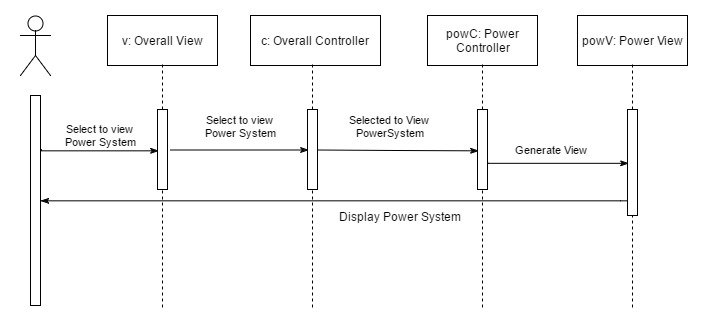 v: Overall View
c: Overall Controller
powC: Power
Controller
powV: Power View
Select to view
Power System
Select to view
Power System
Selected to View
PowerSystem
Generate View
Display Power System